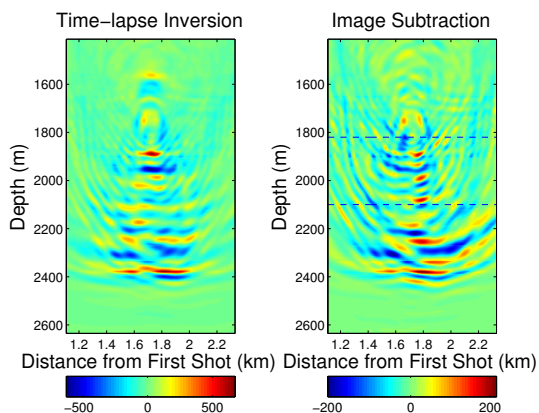 Time-lapse Inversion
Image Subtraction
Depth (m)
1600
1800
2000
2200
2400
2600
1.2 1.4 1.6 1.8 2 2.2
Distance from First Shot (km)
-500 0 500
Depth (m)
1600
1800
2000
2200
2400
2600
1.2 1.4 1.6 1.8 2 2.2
Distance from First Shot (km)
-200 -100 0 100 200